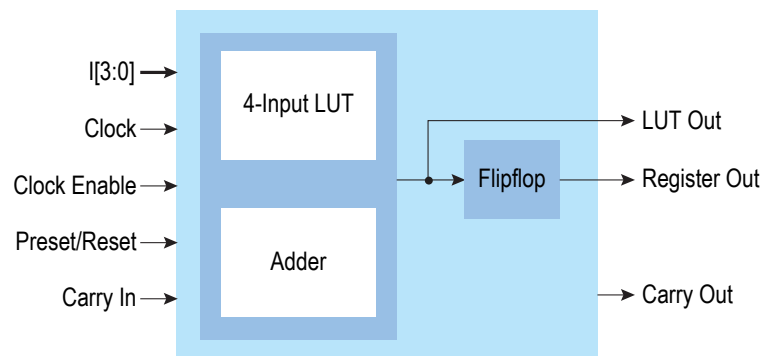 I[3:0]
Clock
Clock Enable
Preset/Reset
Carry In
4-Input LUT
Adder
Flipflop
LUT Out
Register Out
Carry Out